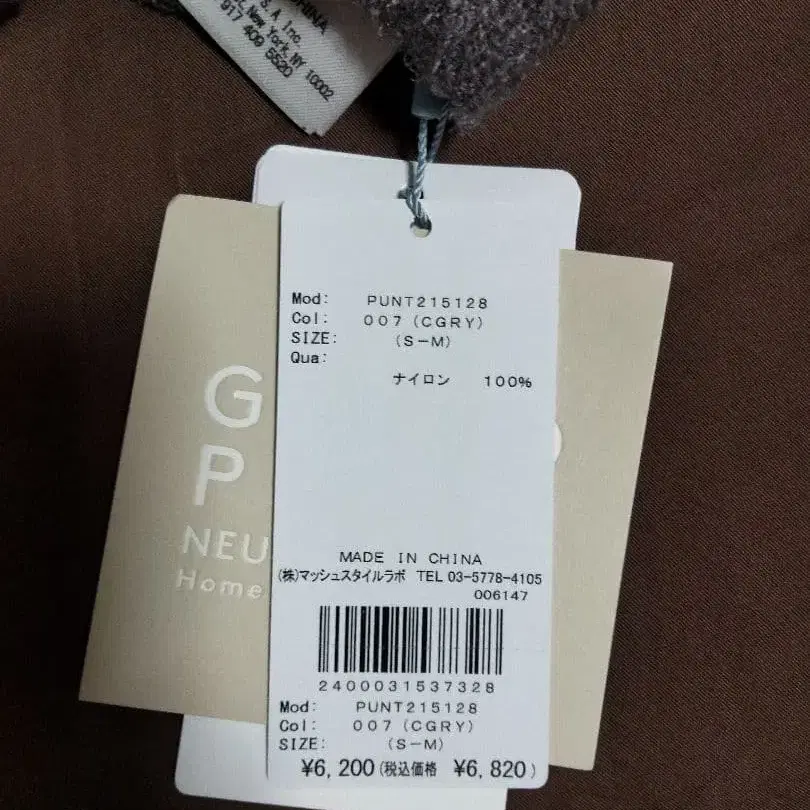 CHINA
S. A Inc.
New York, NY 10002
917 409 5520
G
P
NEU
Home
Mod: PUNT215128
Col: 007(CGRY)
SIZE: (S-M)
Qua:
ナイロン 100%
MADE IN CHINA
(株)マッシュスタイルラボ TEL 03-5778-4105
006147
2400031537328
Mod: PUNT215128
Col: 007(CGRY)
SIZE: (S-M)
¥6,200(税込価格 ¥6,820)